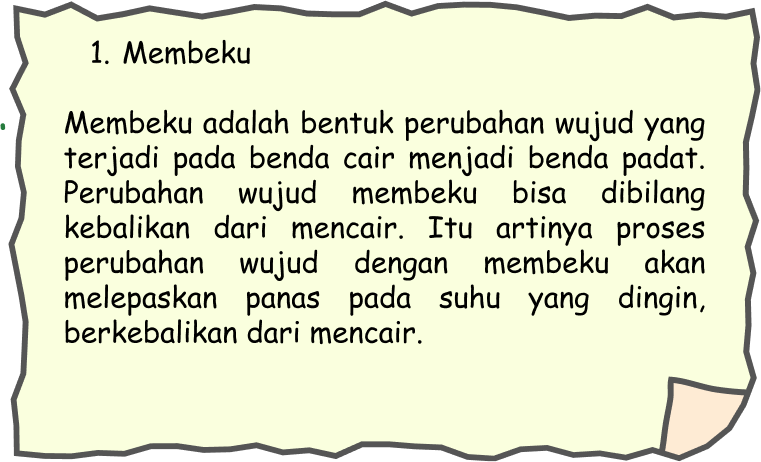 1. Membeku
Membeku adalah bentuk perubahan wujud yang
terjadi pada benda cair menjadi benda padat.
Perubahan wujud membeku bisa dibilang
kebalikan dari mencair. Itu artinya proses
perubahan wujud dengan membeku akan
melepaskan panas pada suhu yang dingin,
berkebalikan dari mencair.